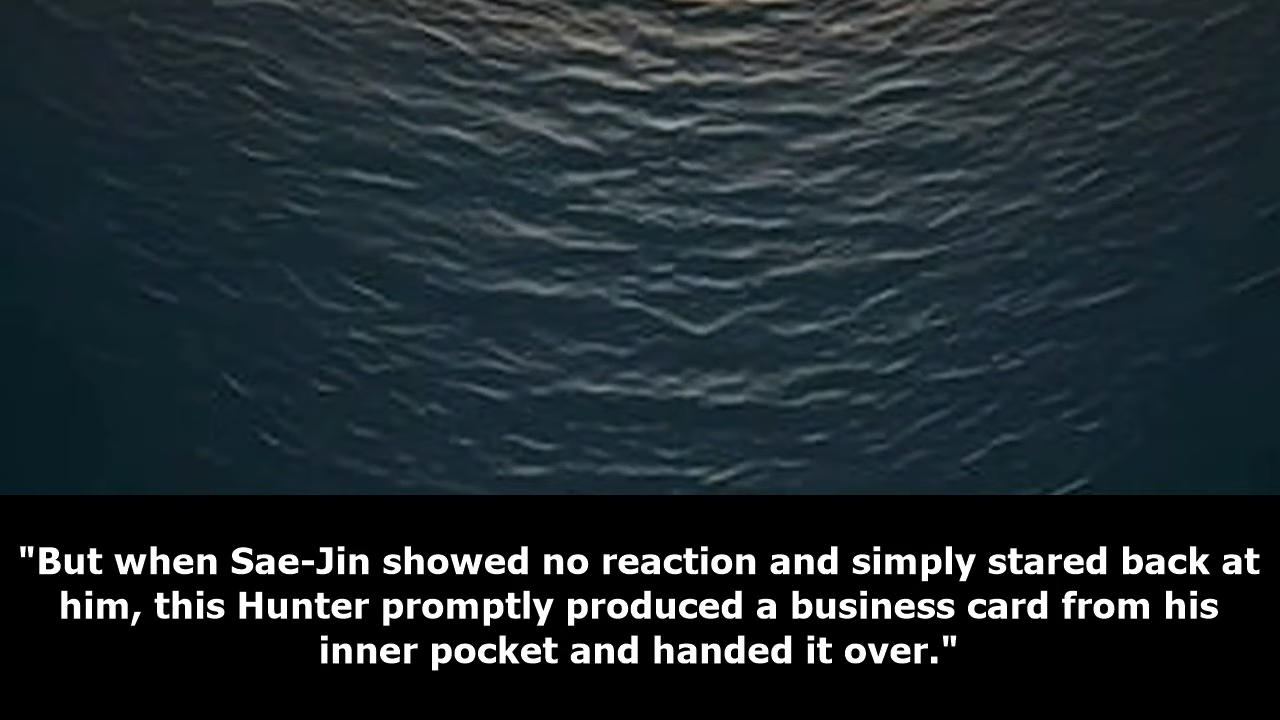 "But when Sae-Jin showed no reaction and simply stared back at
him, this Hunter promptly produced a business card from his
inner pocket and handed it over."